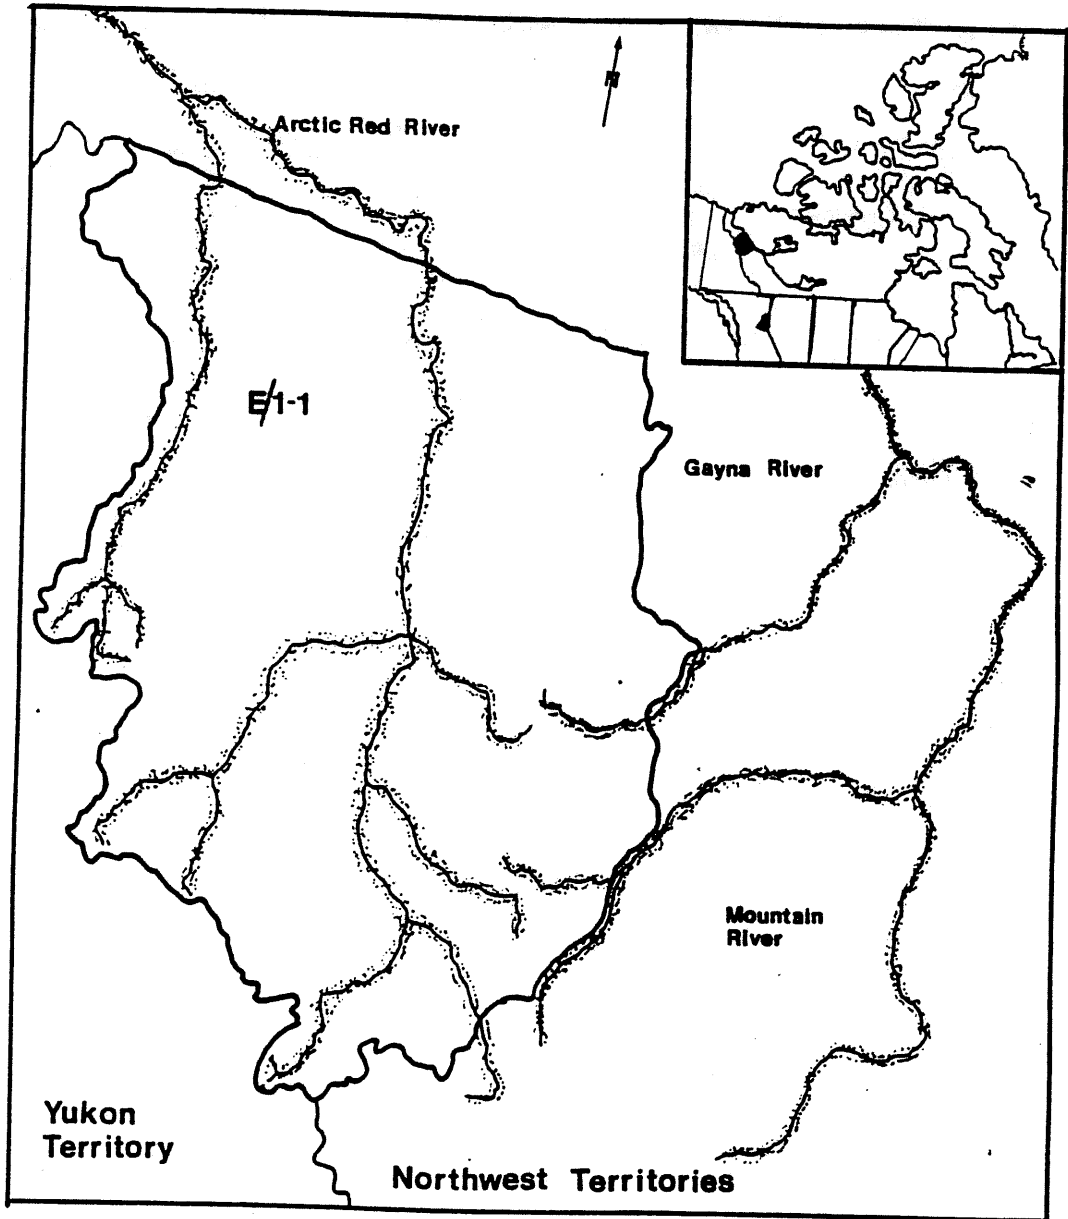 N
Arctic Red River
E/1-1
Gayna River
Mountain
River
Yukon
Territory
Northwest Territories